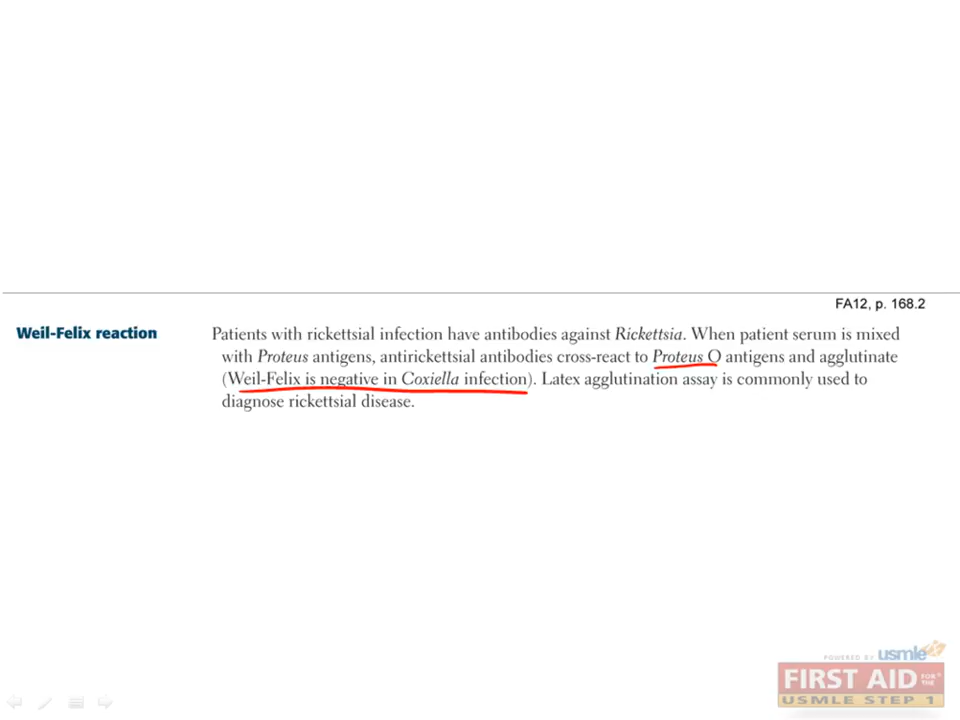 FA12, p. 168.2
Weil-Felix reaction
Patients with rickettsial infection have antibodies against Rickettsia. When patient serum is mixed
with Proteus antigens, antirickettsial antibodies cross-react to Proteus O antigens and agglutinate
(Weil-Felix is negative in Coxiella infection). Latex agglutination assay is commonly used to
diagnose rickettsial disease.
POWERED BY usmle
FIRST AID FOR THE
USMLE STEP 1